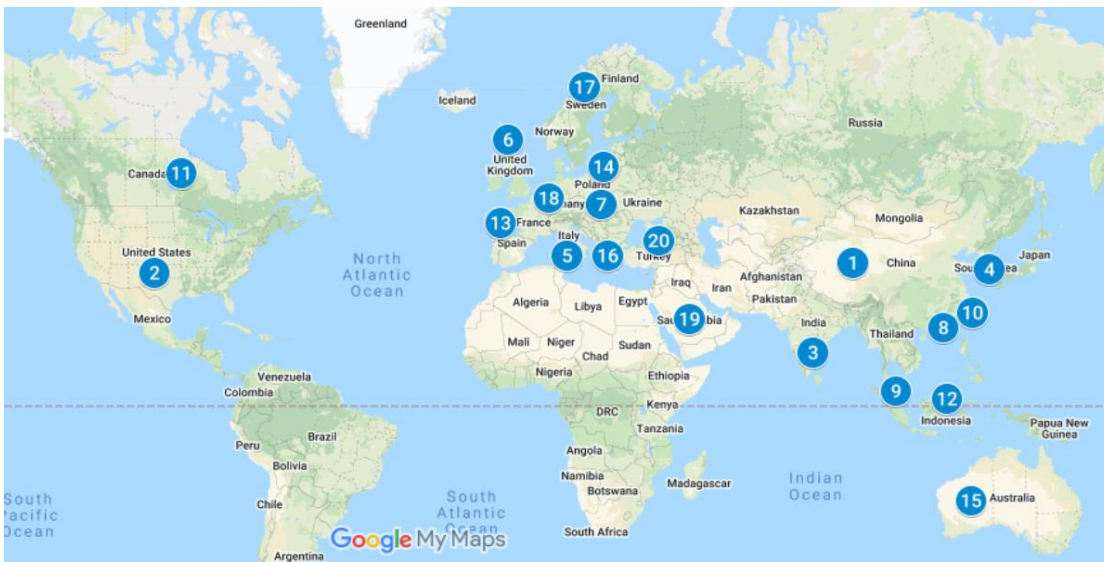 Greenland
Iceland
17
Finland
Sweden
Norway
Russia
6
United
Kingdom
14
Poland
11
Canada
18
any
7
Ukraine
Kazakhstan
Mongolia
13
France
Spain
Italy
5
16
20
Turkey
United States
2
North
Atlantic
Ocean
1
China
4
Japan
Iraq
Iran
Afghanistan
Pakistan
Algeria
Libya
Egypt
19
Mexico
India
Thailand
8
10
Mali
Niger
Chad
Sudan
3
Nigeria
Ethiopia
Venezuela
Colombia
9
12
Indonesia
DRC
Kenya
Tanzania
Papua New
Guinea
Peru
Brazil
Bolivia
Angola
Namibia
Botswana
Madagascar
Indian
Ocean
15
Australia
South
Pacific
Ocean
Chile
South
Atlantic
Ocean
South Africa
Google My Maps
Argentina